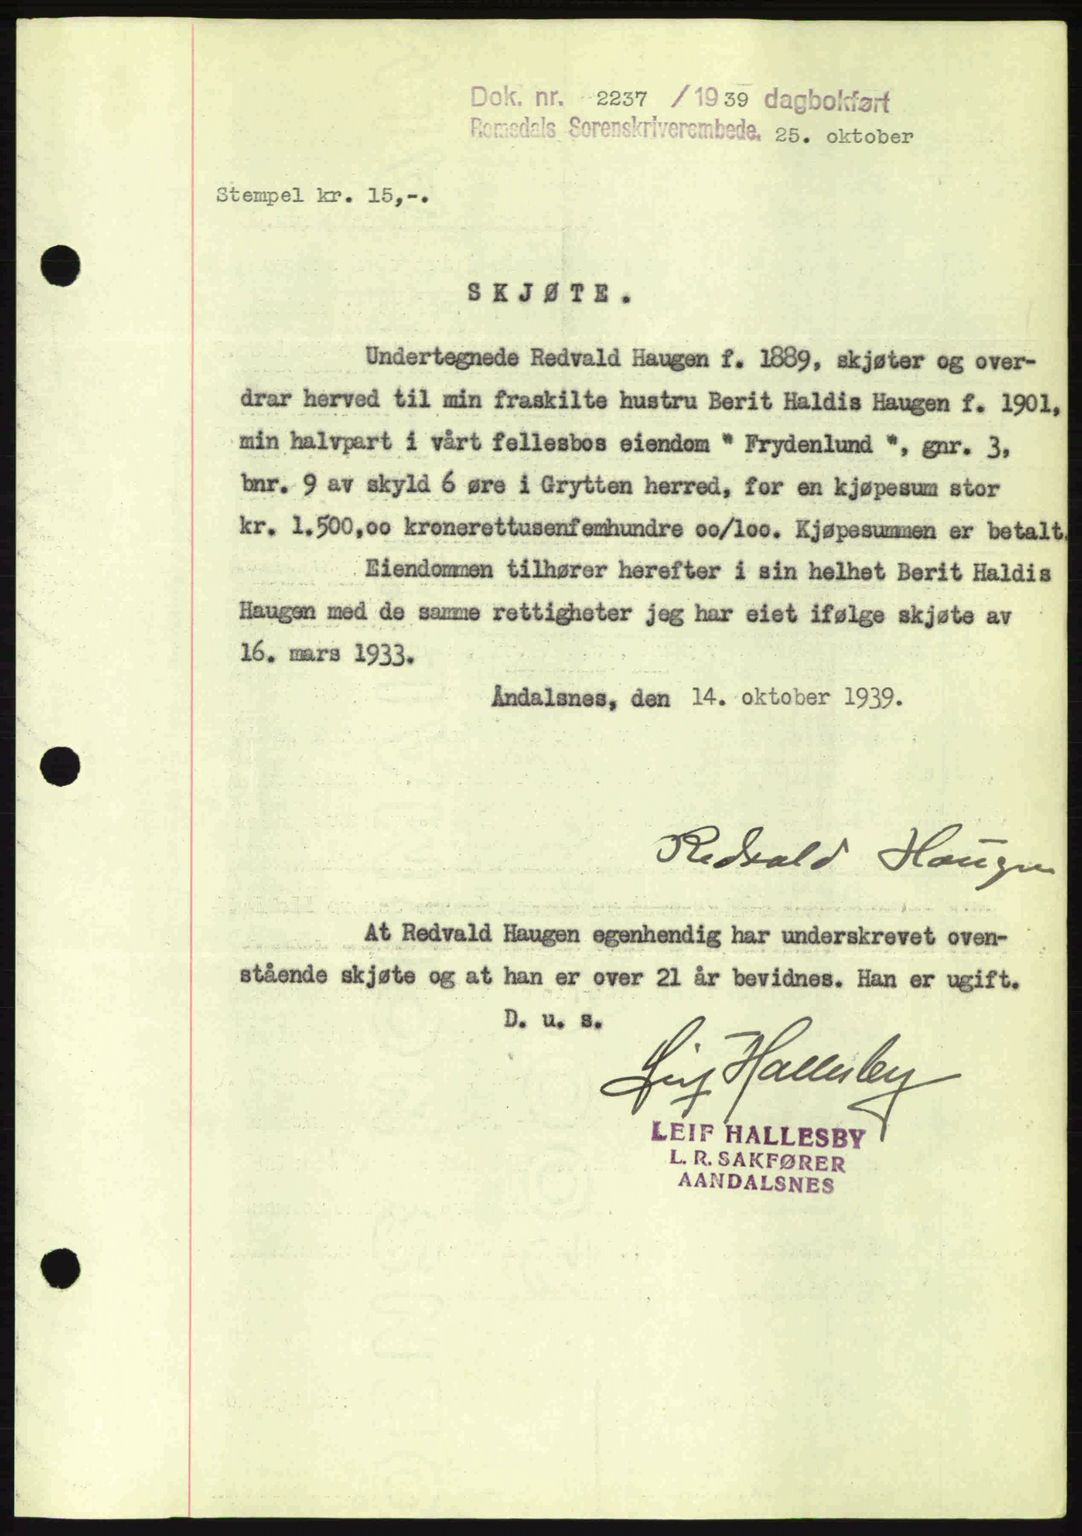 Dok. nr. 2237 / 19 39 dagbokført
Romsdals Sorenskriverembede. 25. oktober
Stempel kr. 15,-.
SKJØTE.
Undertegnede Redvald Haugen f. 1889, skjøter og over-
drar herved til min fraskilte hustru Berit Haldis Haugen f. 1901,
min halvpart i vårt fellesbos eiendom " Frydenlund ", gnr. 3,
bnr. 9 av skyld 6 øre i Grytten herred, for en kjøpesum stor
kr. 1.500,oo kronerettusenfemhundre oo/1oo. Kjøpesummen er betalt.
Eiendommen tilhører herefter i sin helhet Berit Haldis
Haugen med de samme rettigheter jeg har eiet ifølge skjøte av
16. mars 1933.
Åndalsnes, den 14. oktober 1939.
Redvald Haugen
At Redvald Haugen egenhendig har underskrevet oven-
stående skjøte og at han er over 21 år bevidnes. Han er ugift.
D. u. s.
Leif Hallesby
LEIF HALLESBY
L. R. SAKFØRER
AANDALSNES